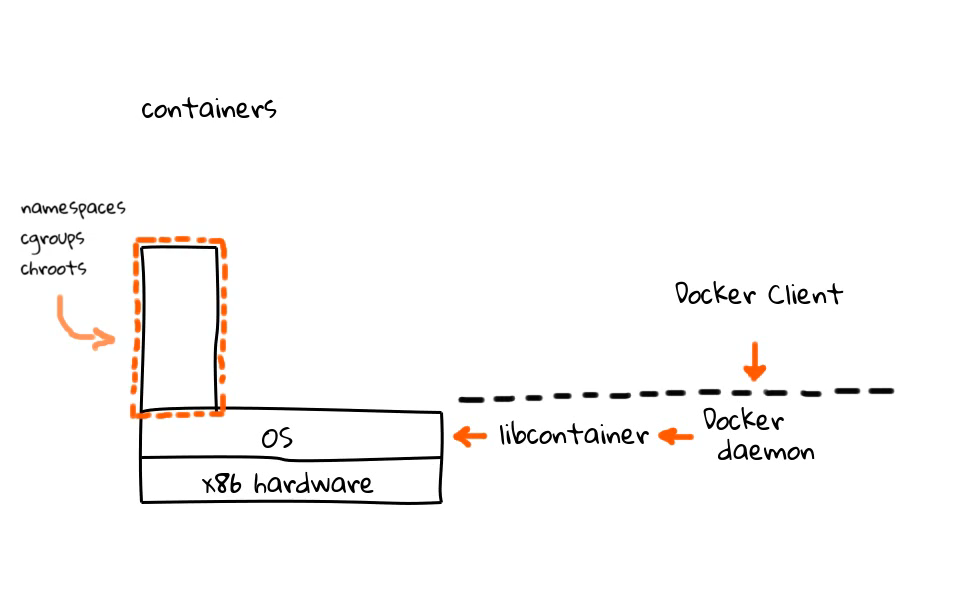 containers
namespaces
cgroups
chroots
Docker Client
OS
libcontainer
Docker
daemon
x86 hardware